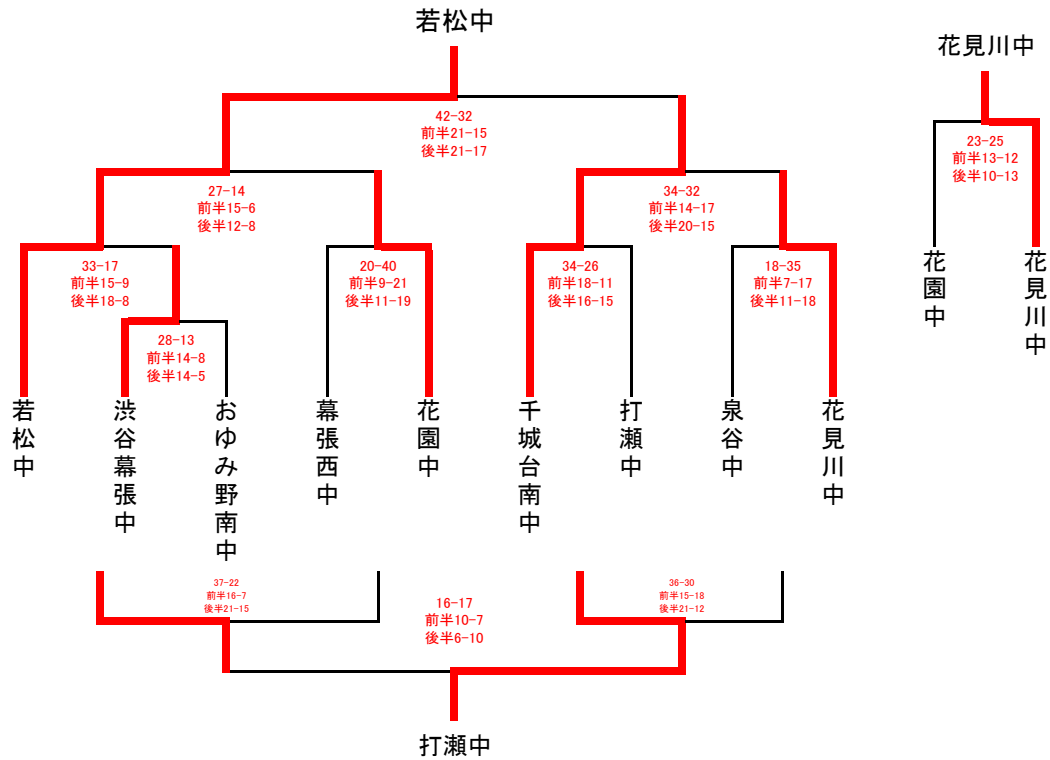 若松中
花見川中
42-32
前半21-15
後半21-17
23-25
前半13-12
後半10-13
27-14
前半15-6
後半12-8
34-32
前半14-17
後半20-15
33-17
前半15-9
後半18-8
20-40
前半9-21
後半11-19
34-26
前半18-11
後半16-15
18-35
前半7-17
後半11-18
花園中
花見川中
28-13
前半14-8
後半14-5
若松中
渋谷幕張中
おゆみ野南中
幕張西中
花園中
千城台南中
打瀬中
泉谷中
花見川中
37-22
前半16-7
後半21-15
16-17
前半10-7
後半6-10
36-30
前半15-18
後半21-12
打瀬中